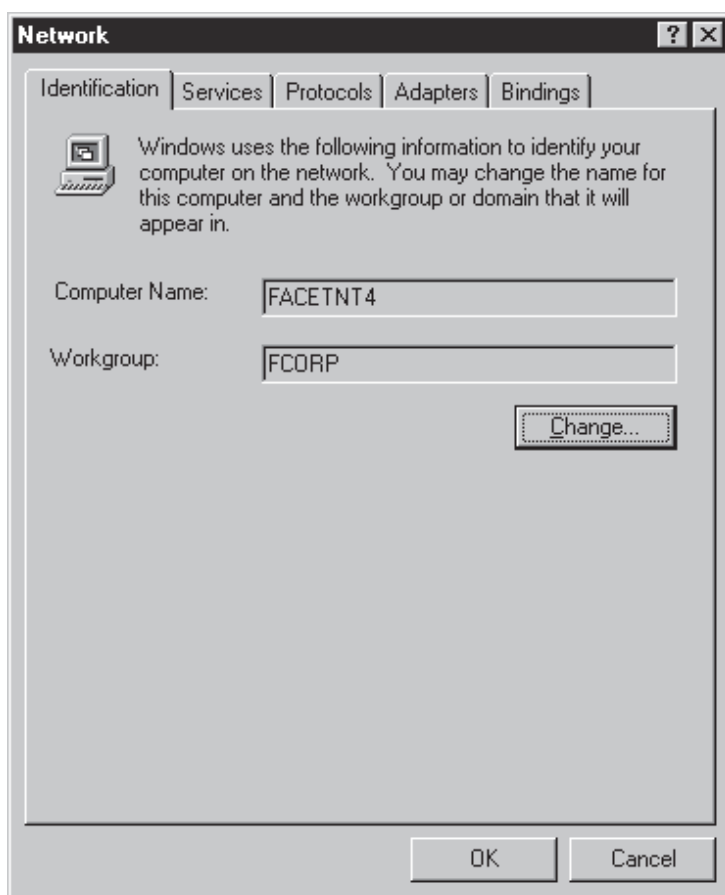 Network
Identification Services Protocols Adapters Bindings
Windows uses the following information to identify your
computer on the network. You may change the name for
this computer and the workgroup or domain that it will
appear in.
Computer Name: FACETNT4
Workgroup: FCORP
Change...
OK Cancel